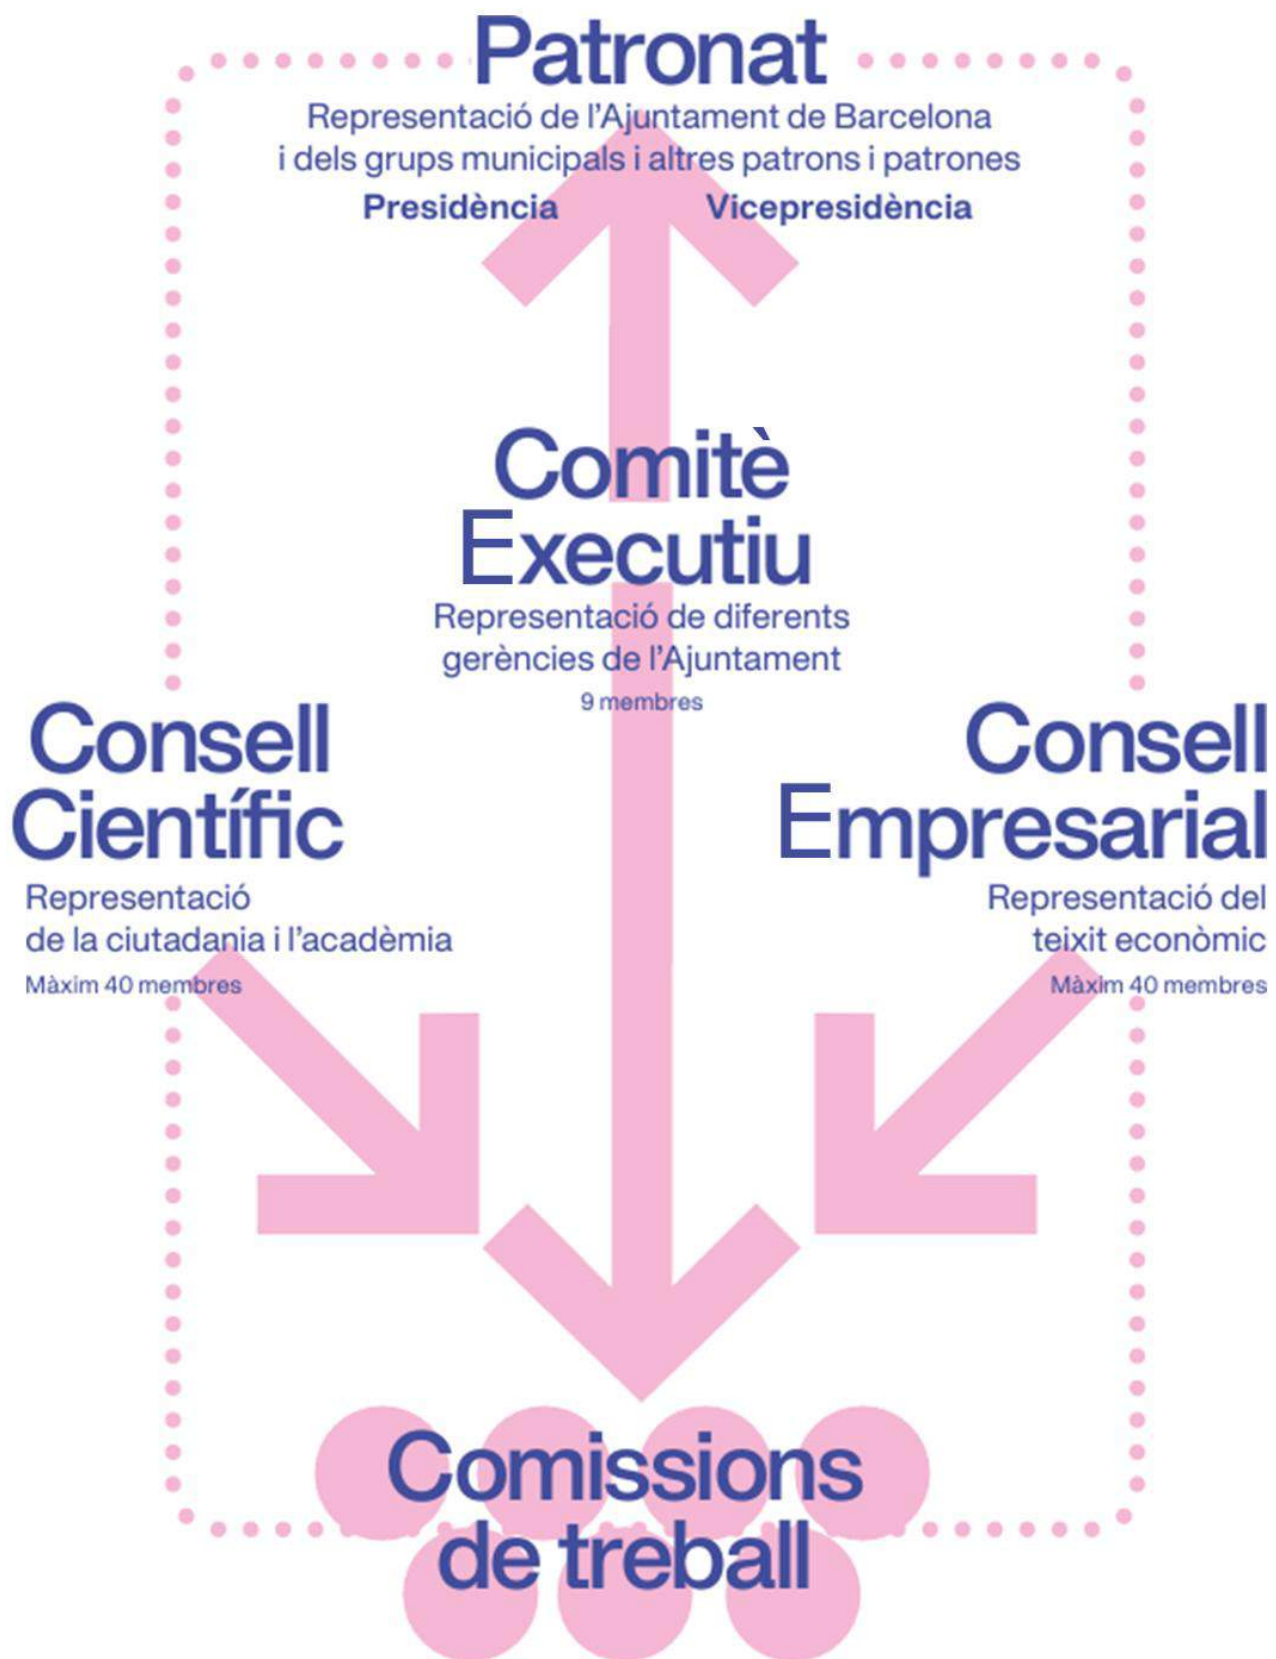 Patronat
Representació de l'Ajuntament de Barcelona
i dels grups municipals i altres patrons i patrones
Presidència Vicepresidència
Comitè
Executiu
Representació de diferents
gerències de l'Ajuntament
9 membres
Consell
Científic
Representació
de la ciutadania i l'acadèmia
Màxim 40 membres
Consell
Empresarial
Representació del
teixit econòmic
Màxim 40 membres
Comissions
de treball